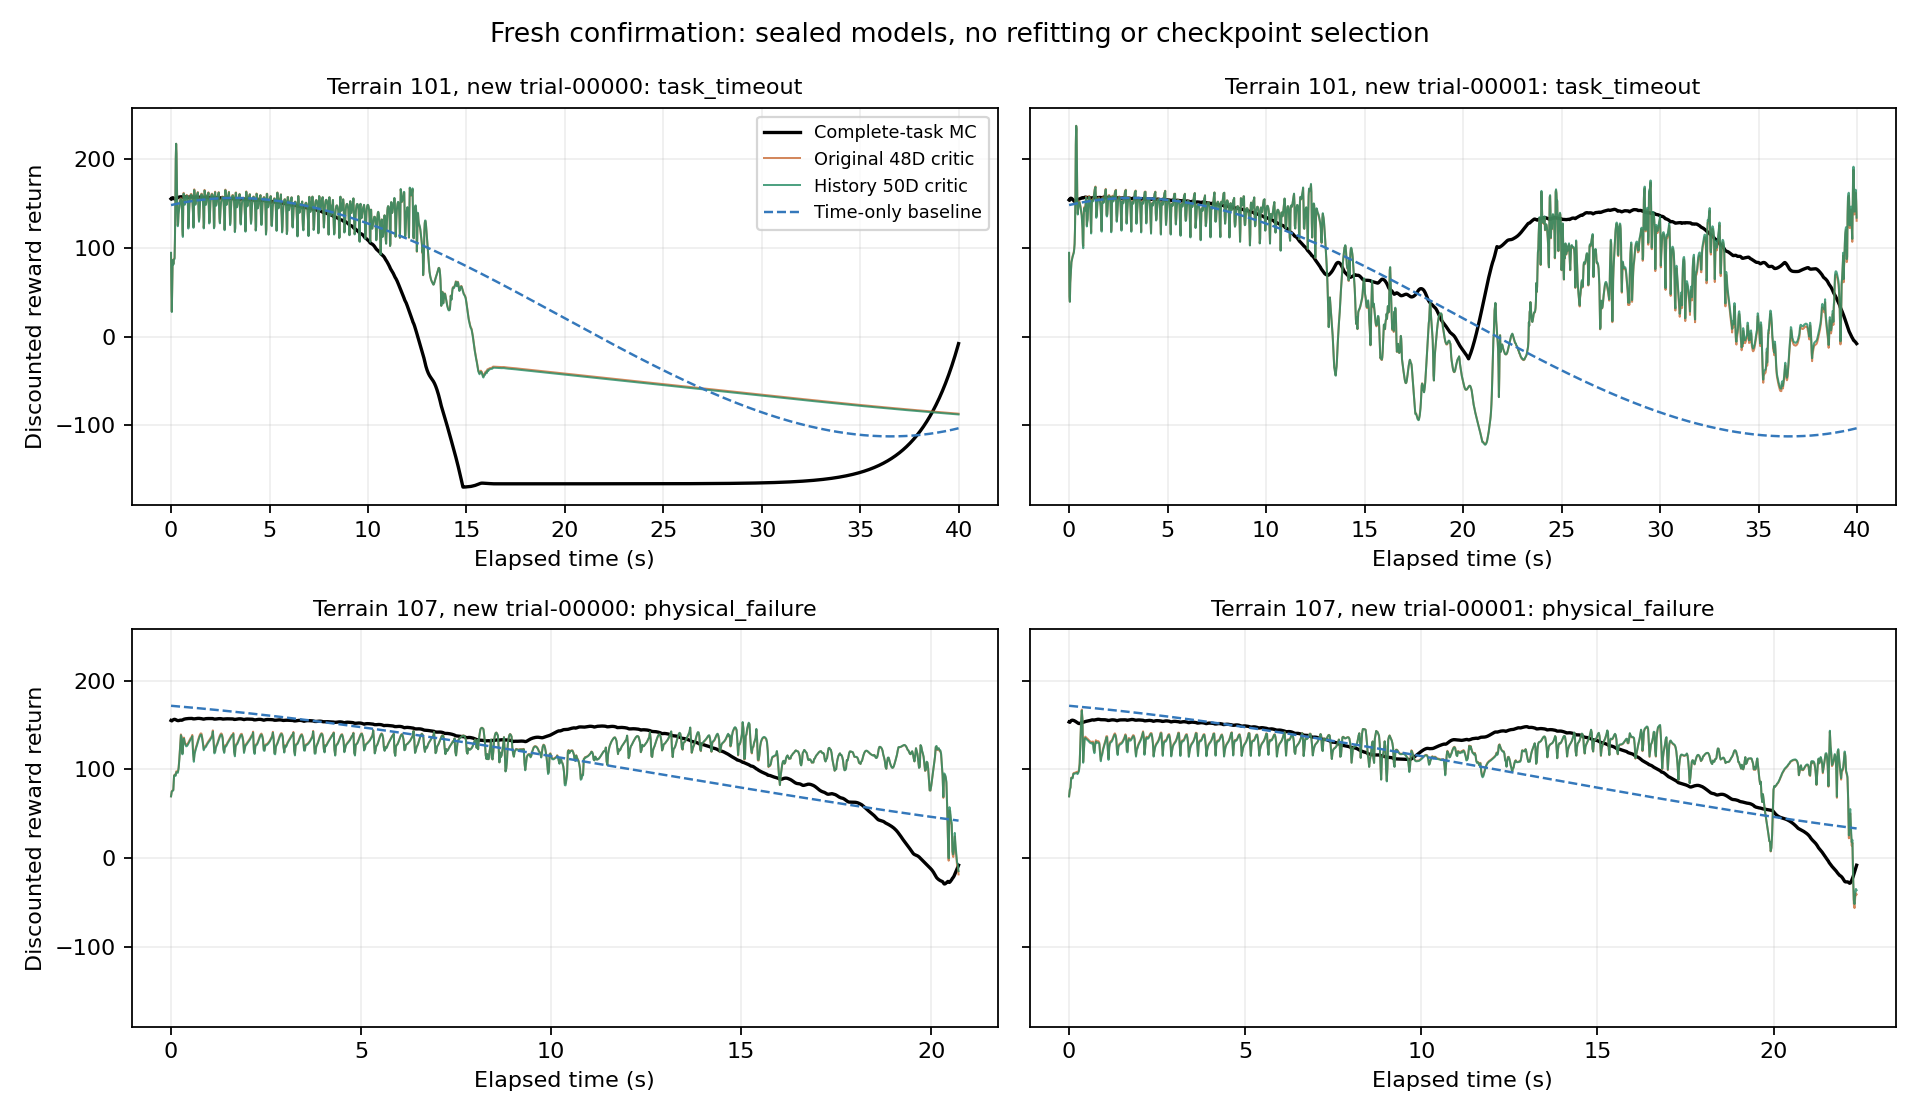 Fresh confirmation: sealed models, no refitting or checkpoint selection
Terrain 101, new trial-00000: task_timeout
Discounted reward return
200
100
0
−100
Complete-task MC
Original 48D critic
History 50D critic
Time-only baseline
0 5 10 15 20 25 30 35 40
Elapsed time (s)
Terrain 101, new trial-00001: task_timeout
0 5 10 15 20 25 30 35 40
Elapsed time (s)
Terrain 107, new trial-00000: physical_failure
Discounted reward return
200
100
0
−100
0 5 10 15 20
Elapsed time (s)
Terrain 107, new trial-00001: physical_failure
0 5 10 15 20
Elapsed time (s)